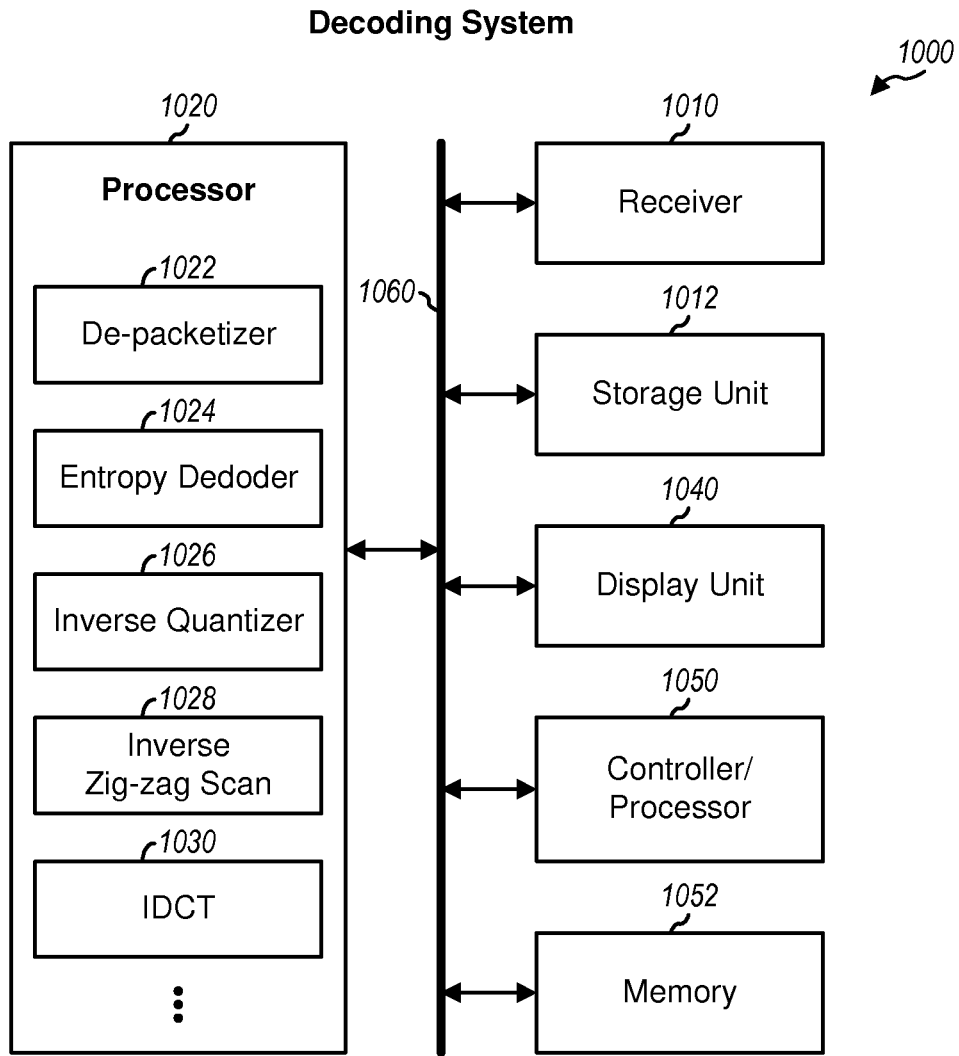 Decoding System
1000
1020
Processor
1022
De-packetizer
1024
Entropy Dedoder
1026
Inverse Quantizer
1028
Inverse
Zig-zag Scan
1030
IDCT
1060
1010
Receiver
1012
Storage Unit
1040
Display Unit
1050
Controller/
Processor
1052
Memory